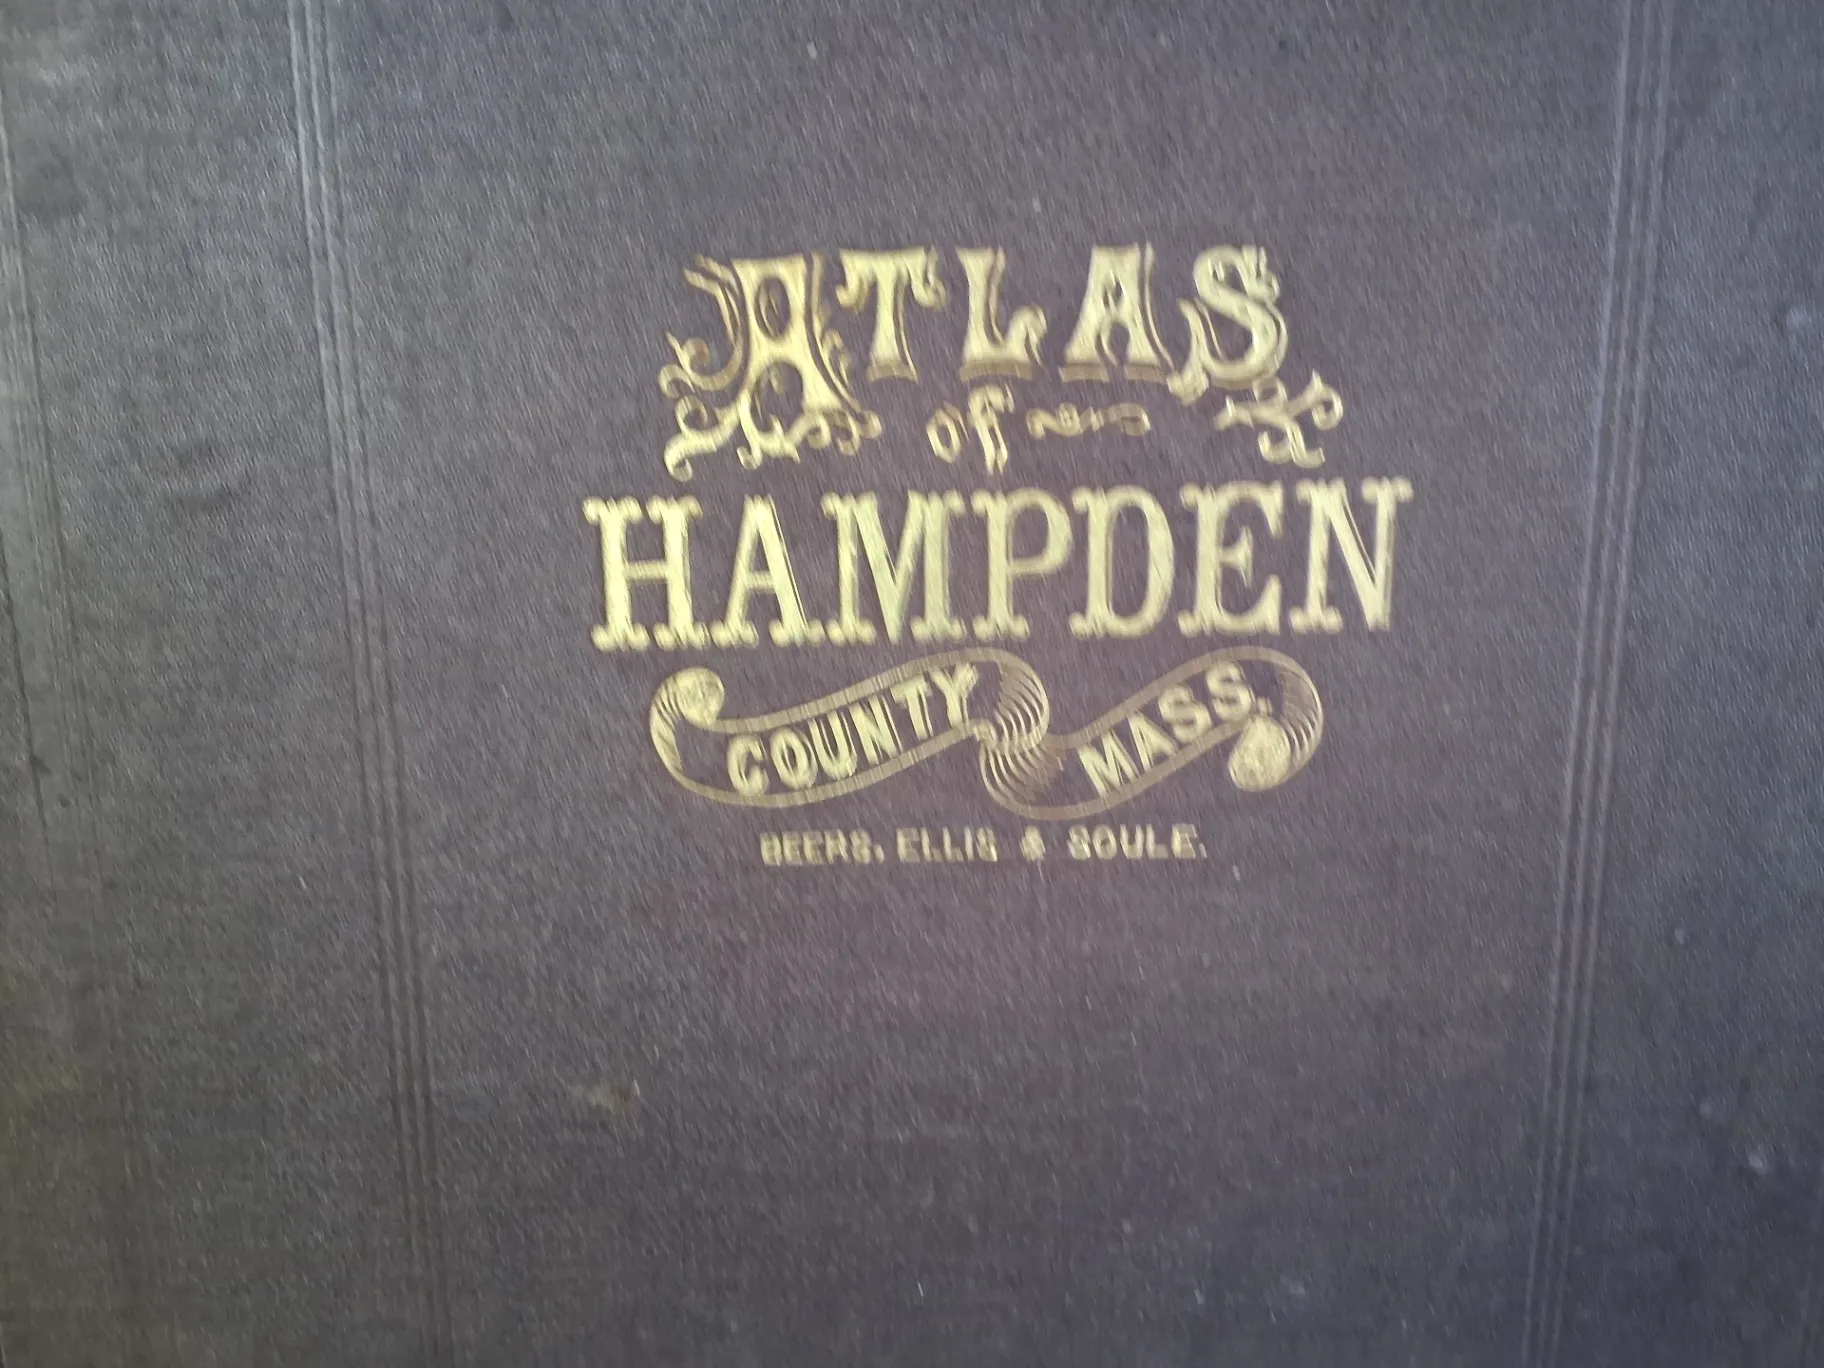 ATLAS
of
HAMPDEN
COUNTY MASS.
BEERS, ELLIS & SOULE.